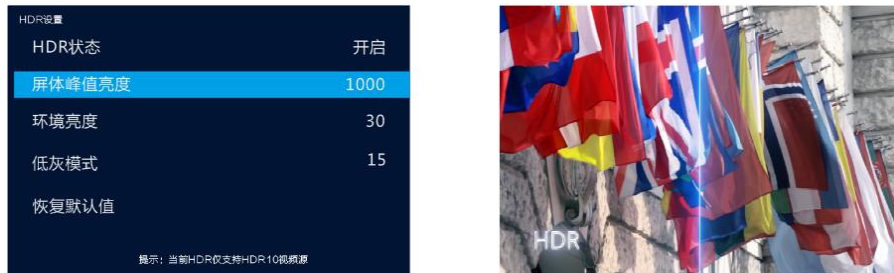 HDR设置
HDR状态 开启
屏体峰值亮度 1000
环境亮度 30
低灰模式 15
恢复默认值
提示：当前HDR仅支持HDR10视频源
HDR